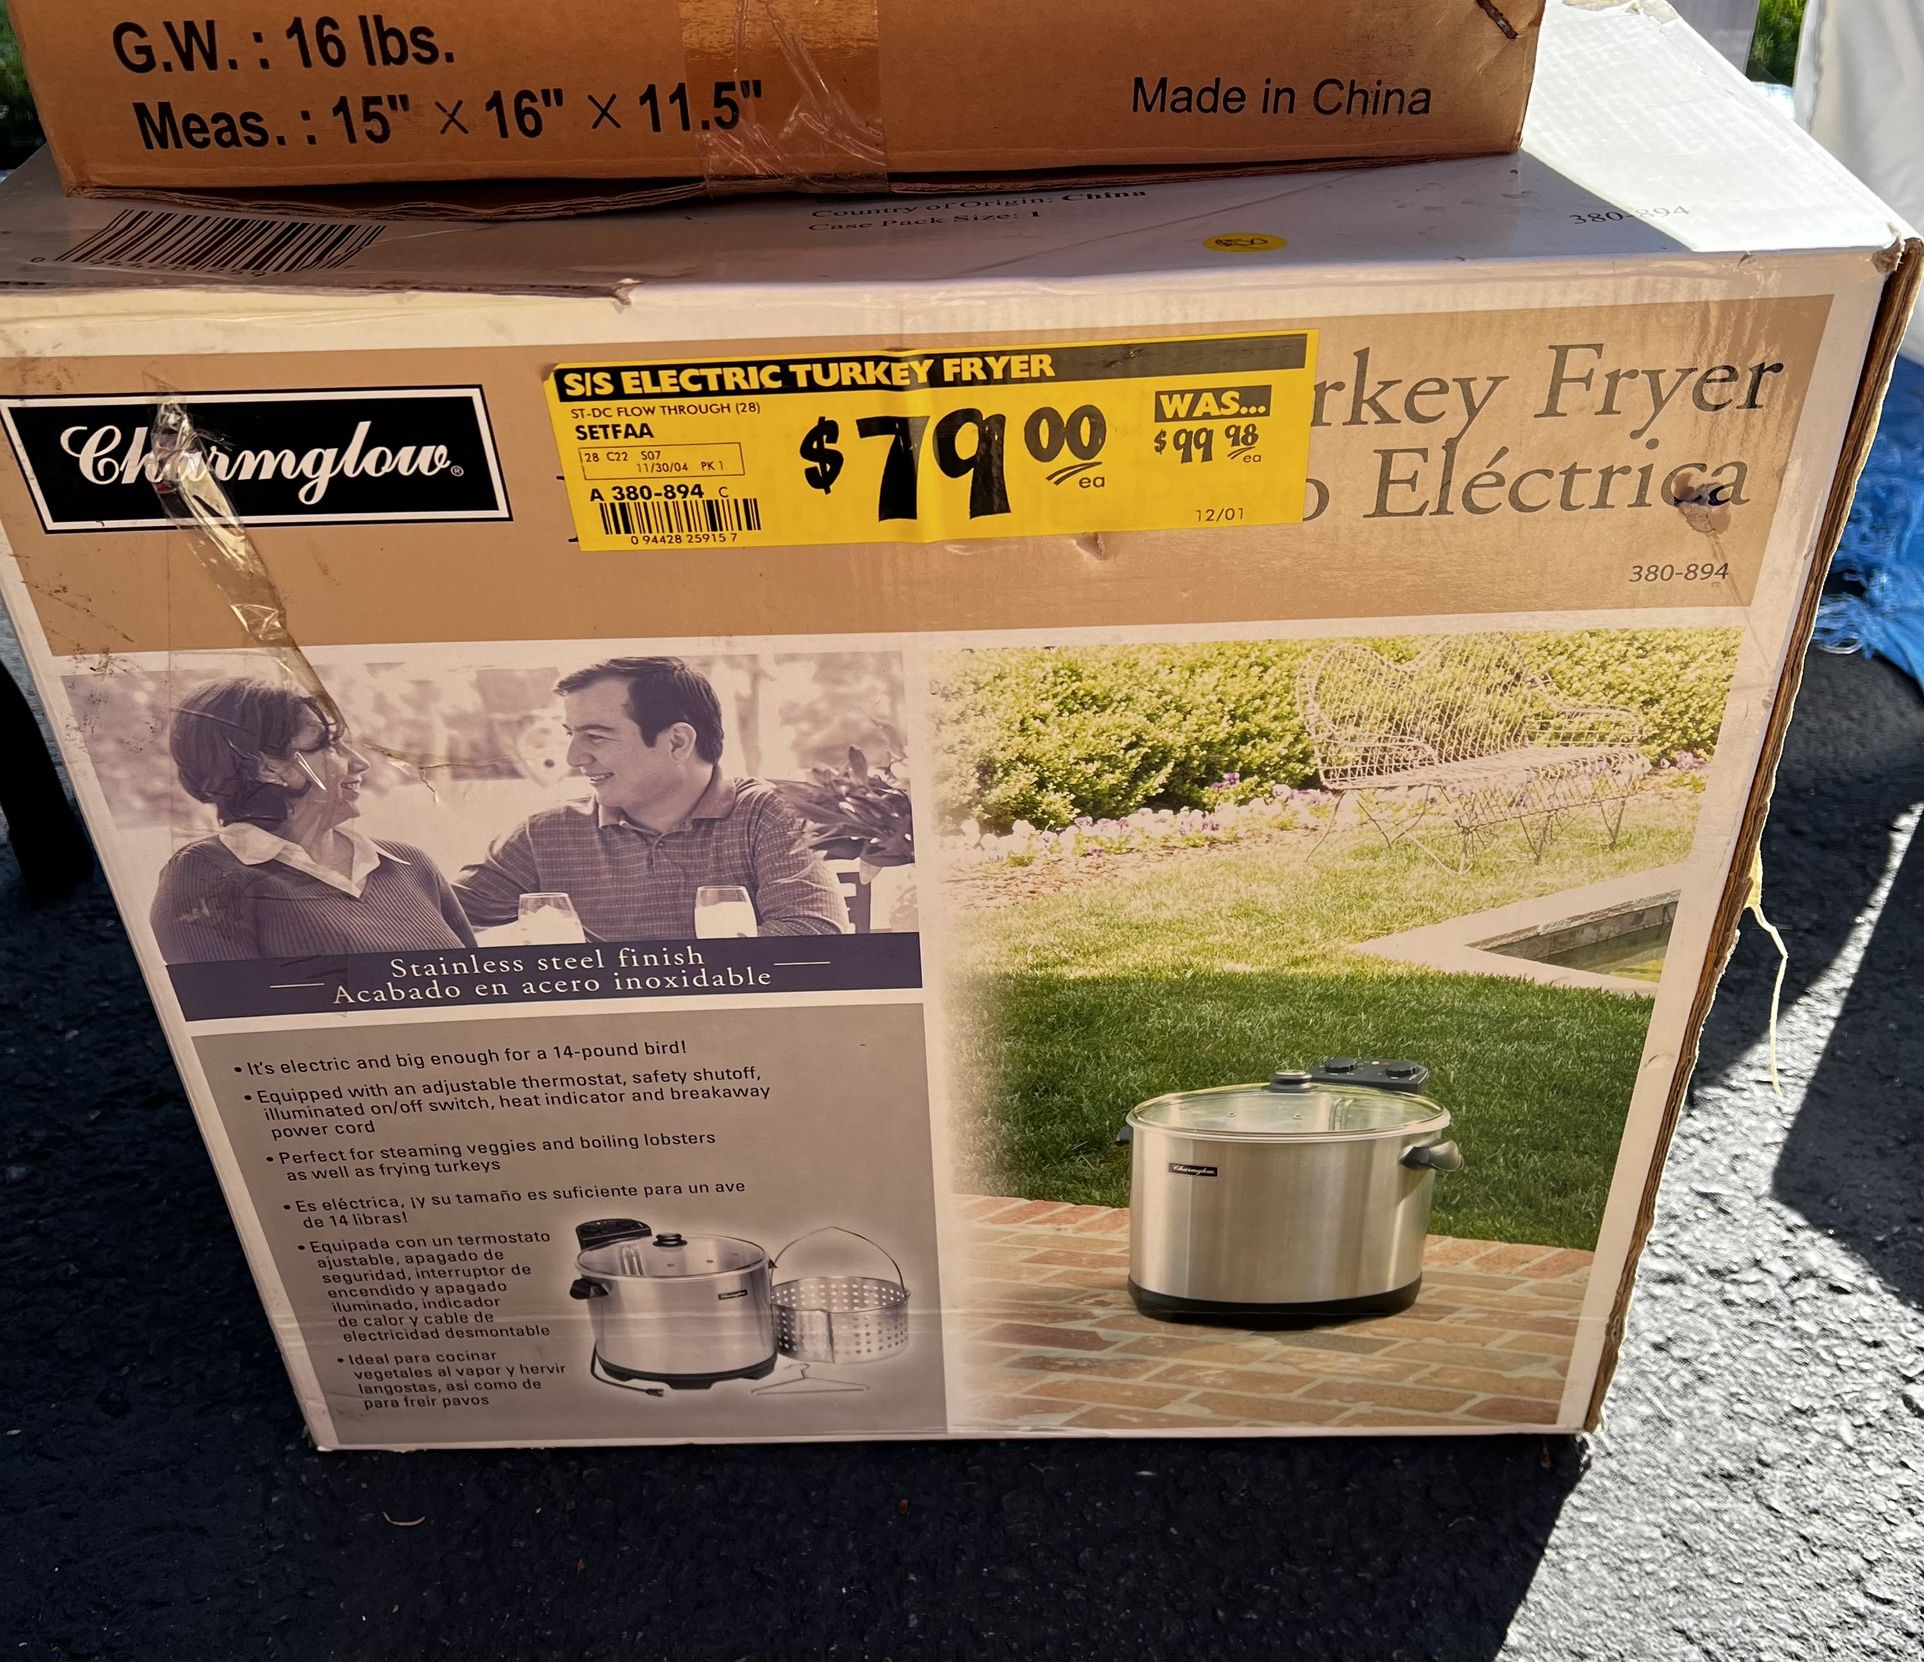 G.W. : 16 lbs.
Meas. : 15" × 16" × 11.5"
Made in China
Country of Origin: China
Case Pack Size: 1
380-894
$50
Charmglow®
S/S ELECTRIC TURKEY FRYER
ST-DC FLOW THROUGH (28)
SETFAA
28 C22 S07
11/30/04 PK 1
A 380-894 C
0 94428 25915 7
$79 00
ea
WAS...
$99 98
ea
12/01
rkey Fryer
o Eléctrica
380-894
Stainless steel finish
Acabado en acero inoxidable
• It's electric and big enough for a 14-pound bird!
• Equipped with an adjustable thermostat, safety shutoff,
illuminated on/off switch, heat indicator and breakaway
power cord
• Perfect for steaming veggies and boiling lobsters
as well as frying turkeys
• Es eléctrica, ¡y su tamaño es suficiente para un ave
de 14 libras!
• Equipada con un termostato
ajustable, apagado de
seguridad, interruptor de
encendido y apagado
iluminado, indicador
de calor y cable de
electricidad desmontable
• Ideal para cocinar
vegetales al vapor y hervir
langostas, así como de
para freir pavos
Charmglow
Charmglow